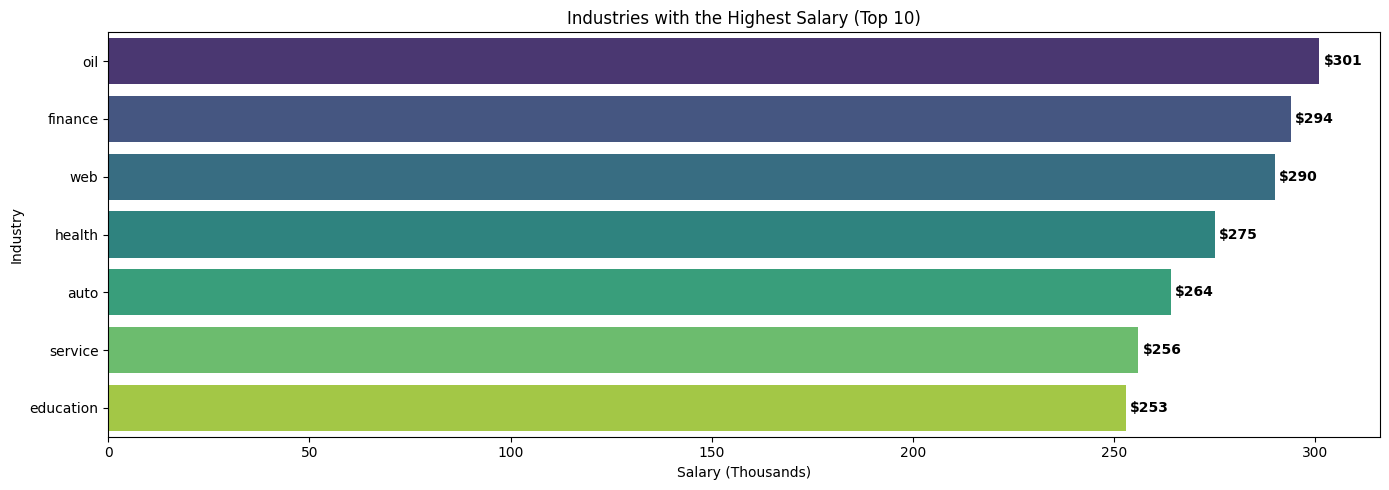 Industries with the Highest Salary (Top 10)
Industry
oil
$301
finance
$294
web
$290
health
$275
auto
$264
service
$256
education
$253
0 50 100 150 200 250 300
Salary (Thousands)